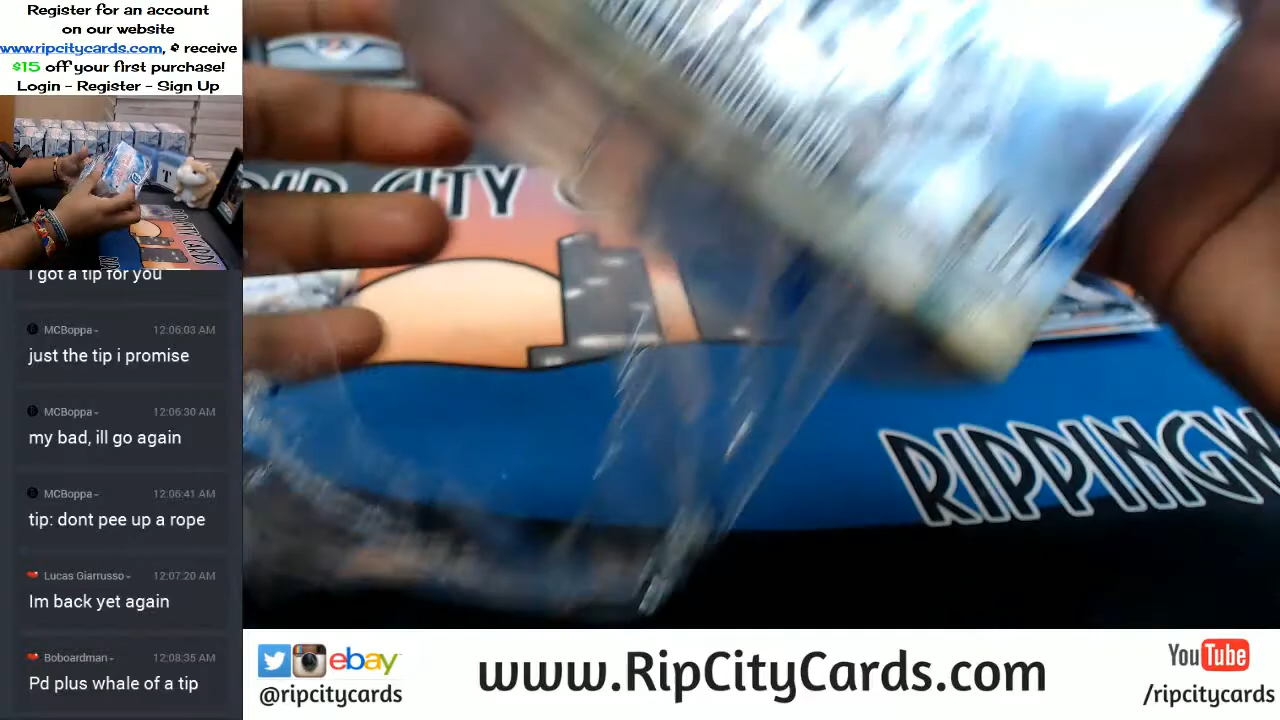 Register for an account
on our website
www.ripcitycards.com, & receive
$15 off your first purchase!
Login - Register - Sign Up
I got a tip for you
MCBoppa 12:06:03 AM
just the tip i promise
MCBoppa 12:06:30 AM
my bad, ill go again
MCBoppa 12:06:41 AM
tip: dont pee up a rope
Lucas Giarrusso 12:07:20 AM
Im back yet again
Boboardman 12:08:35 AM
Pd plus whale of a tip
RIP CITY
RIPPINGW
ebay
@ripcitycards
www.RipCityCards.com
YouTube
/ripcitycards